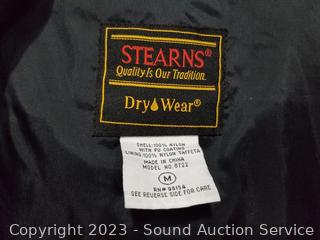 STEARNS®
Quality Is Our Tradition.
Dry Wear®
SHELL:100% NYLON
WITH PU COATING
LINING:100% NYLON TAFFETA
MADE IN CHINA
MODEL NO. 8722
M
RN# 98154
SEE REVERSE SIDE FOR CARE
Copyright 2023 - Sound Auction Service